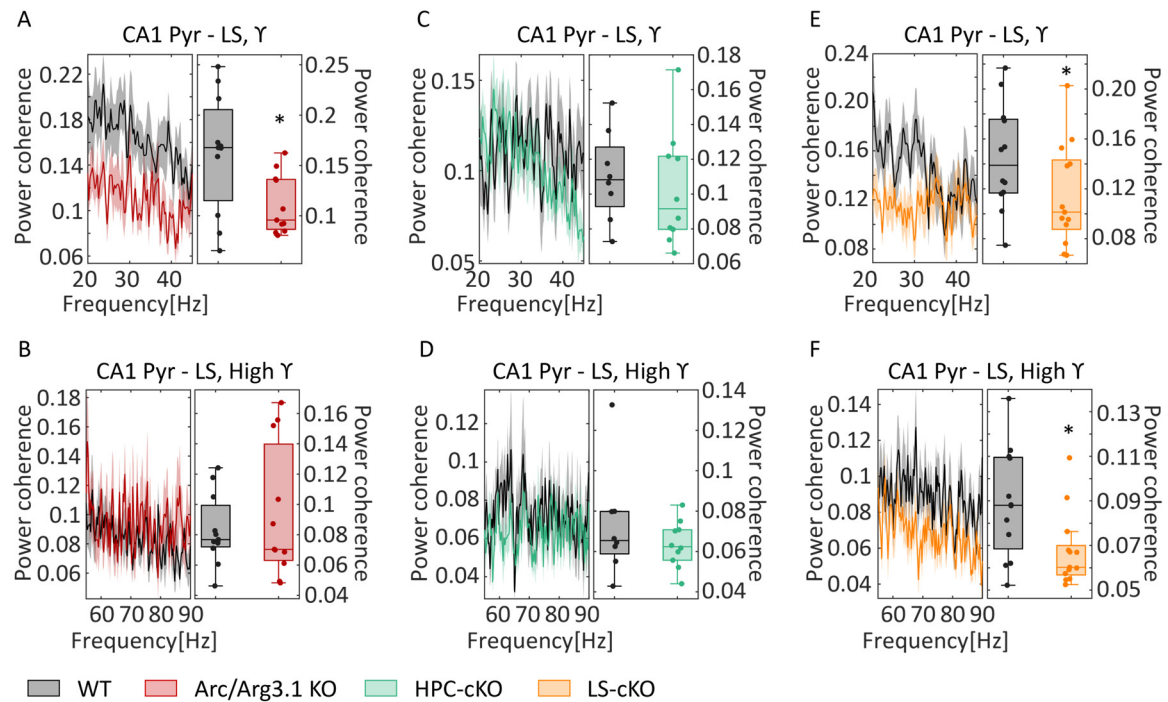 A
CA1 Pyr - LS, ϒ
Power coherence
0.22
0.18
0.14
0.1
0.06
20 30 40
Frequency[Hz]
*
0.25
0.2
0.15
0.1
Power coherence
C
CA1 Pyr - LS, ϒ
Power coherence
0.15
0.1
0.05
20 30 40
Frequency[Hz]
0.18
0.16
0.14
0.12
0.1
0.08
0.06
Power coherence
E
CA1 Pyr - LS, ϒ
Power coherence
0.24
0.20
0.16
0.12
0.08
20 30 40
Frequency[Hz]
*
0.20
0.16
0.12
0.08
Power coherence
B
CA1 Pyr - LS, High ϒ
Power coherence
0.18
0.16
0.14
0.12
0.1
0.08
0.06
60 70 80 90
Frequency[Hz]
0.16
0.14
0.12
0.1
0.08
0.06
0.04
Power coherence
D
CA1 Pyr - LS, High ϒ
Power coherence
0.12
0.1
0.08
0.06
0.04
60 70 80 90
Frequency[Hz]
0.14
0.12
0.1
0.08
0.06
0.04
Power coherence
F
CA1 Pyr - LS, High ϒ
Power coherence
0.14
0.12
0.1
0.08
0.06
0.04
60 70 80 90
Frequency[Hz]
*
0.13
0.11
0.09
0.07
0.05
Power coherence
WT Arc/Arg3.1 KO HPC-cKO LS-cKO